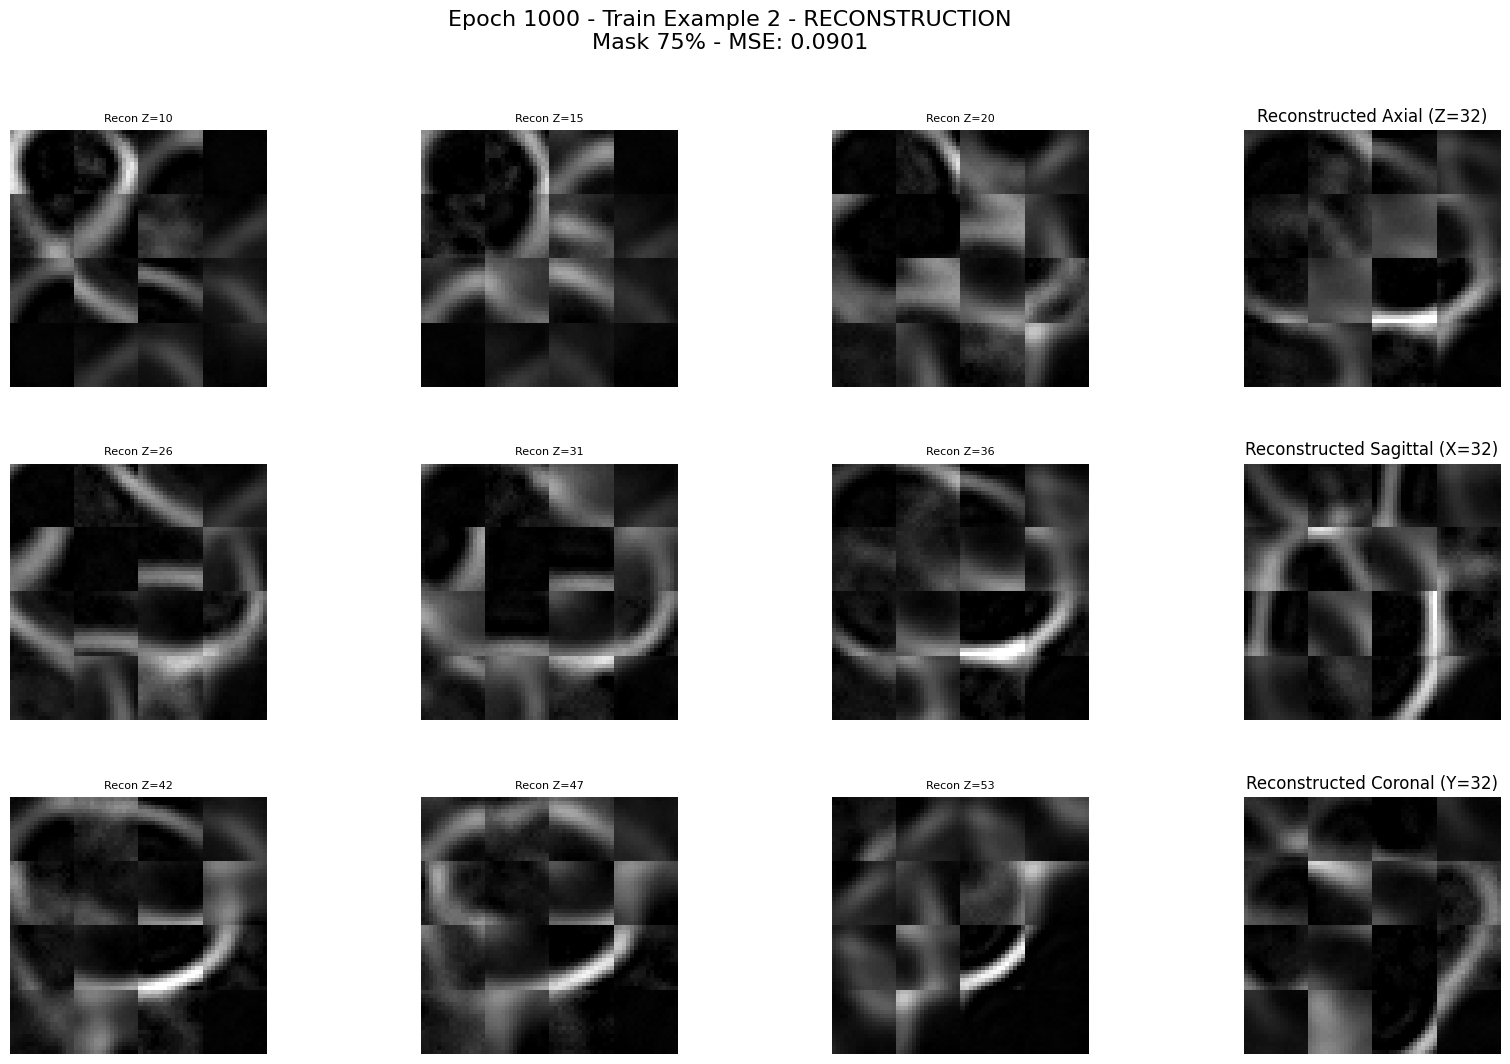 Epoch 1000 - Train Example 2 - RECONSTRUCTION
Mask 75% - MSE: 0.0901
Recon Z=10
Recon Z=15
Recon Z=20
Reconstructed Axial (Z=32)
Recon Z=26
Recon Z=31
Recon Z=36
Reconstructed Sagittal (X=32)
Recon Z=42
Recon Z=47
Recon Z=53
Reconstructed Coronal (Y=32)